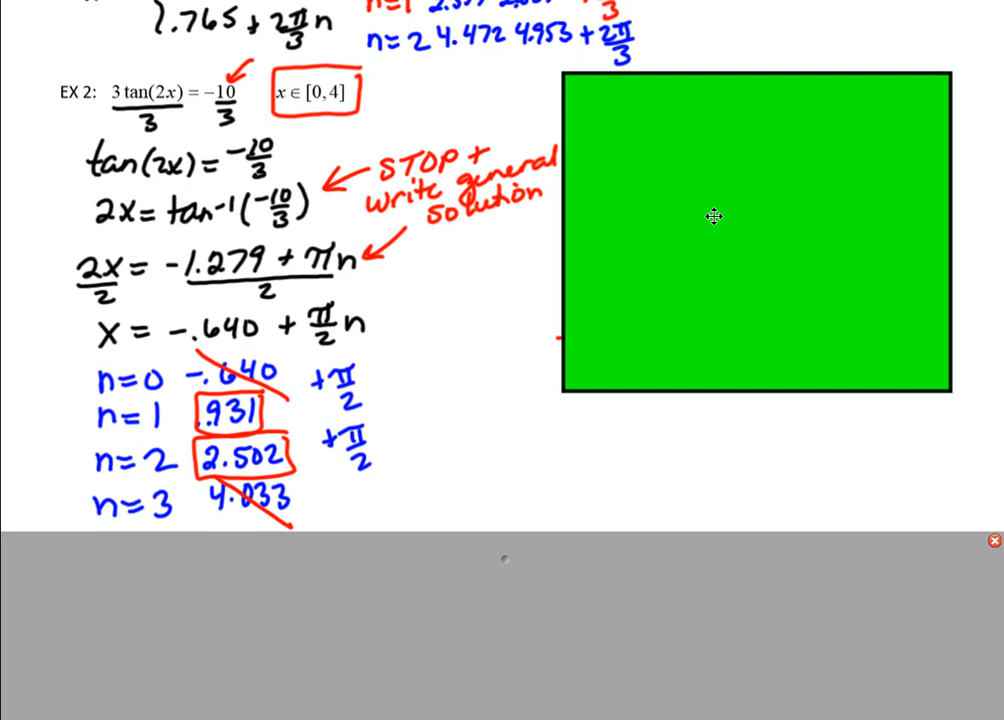 1.765 + 2π/3 n
n=1
n=2 4.472 4.953 + 2π/3
EX 2: 3 tan(2x) = −10 x ∈ [0, 4]
3 3
tan(2x) = -10/3
STOP +
write general
solution
2x = tan-1(-10/3)
2x = -1.279 + πn
2 2
x = -.640 + π/2 n
n=0 -.640 + π/2
n=1 .931
n=2 2.502 + π/2
n=3 4.033